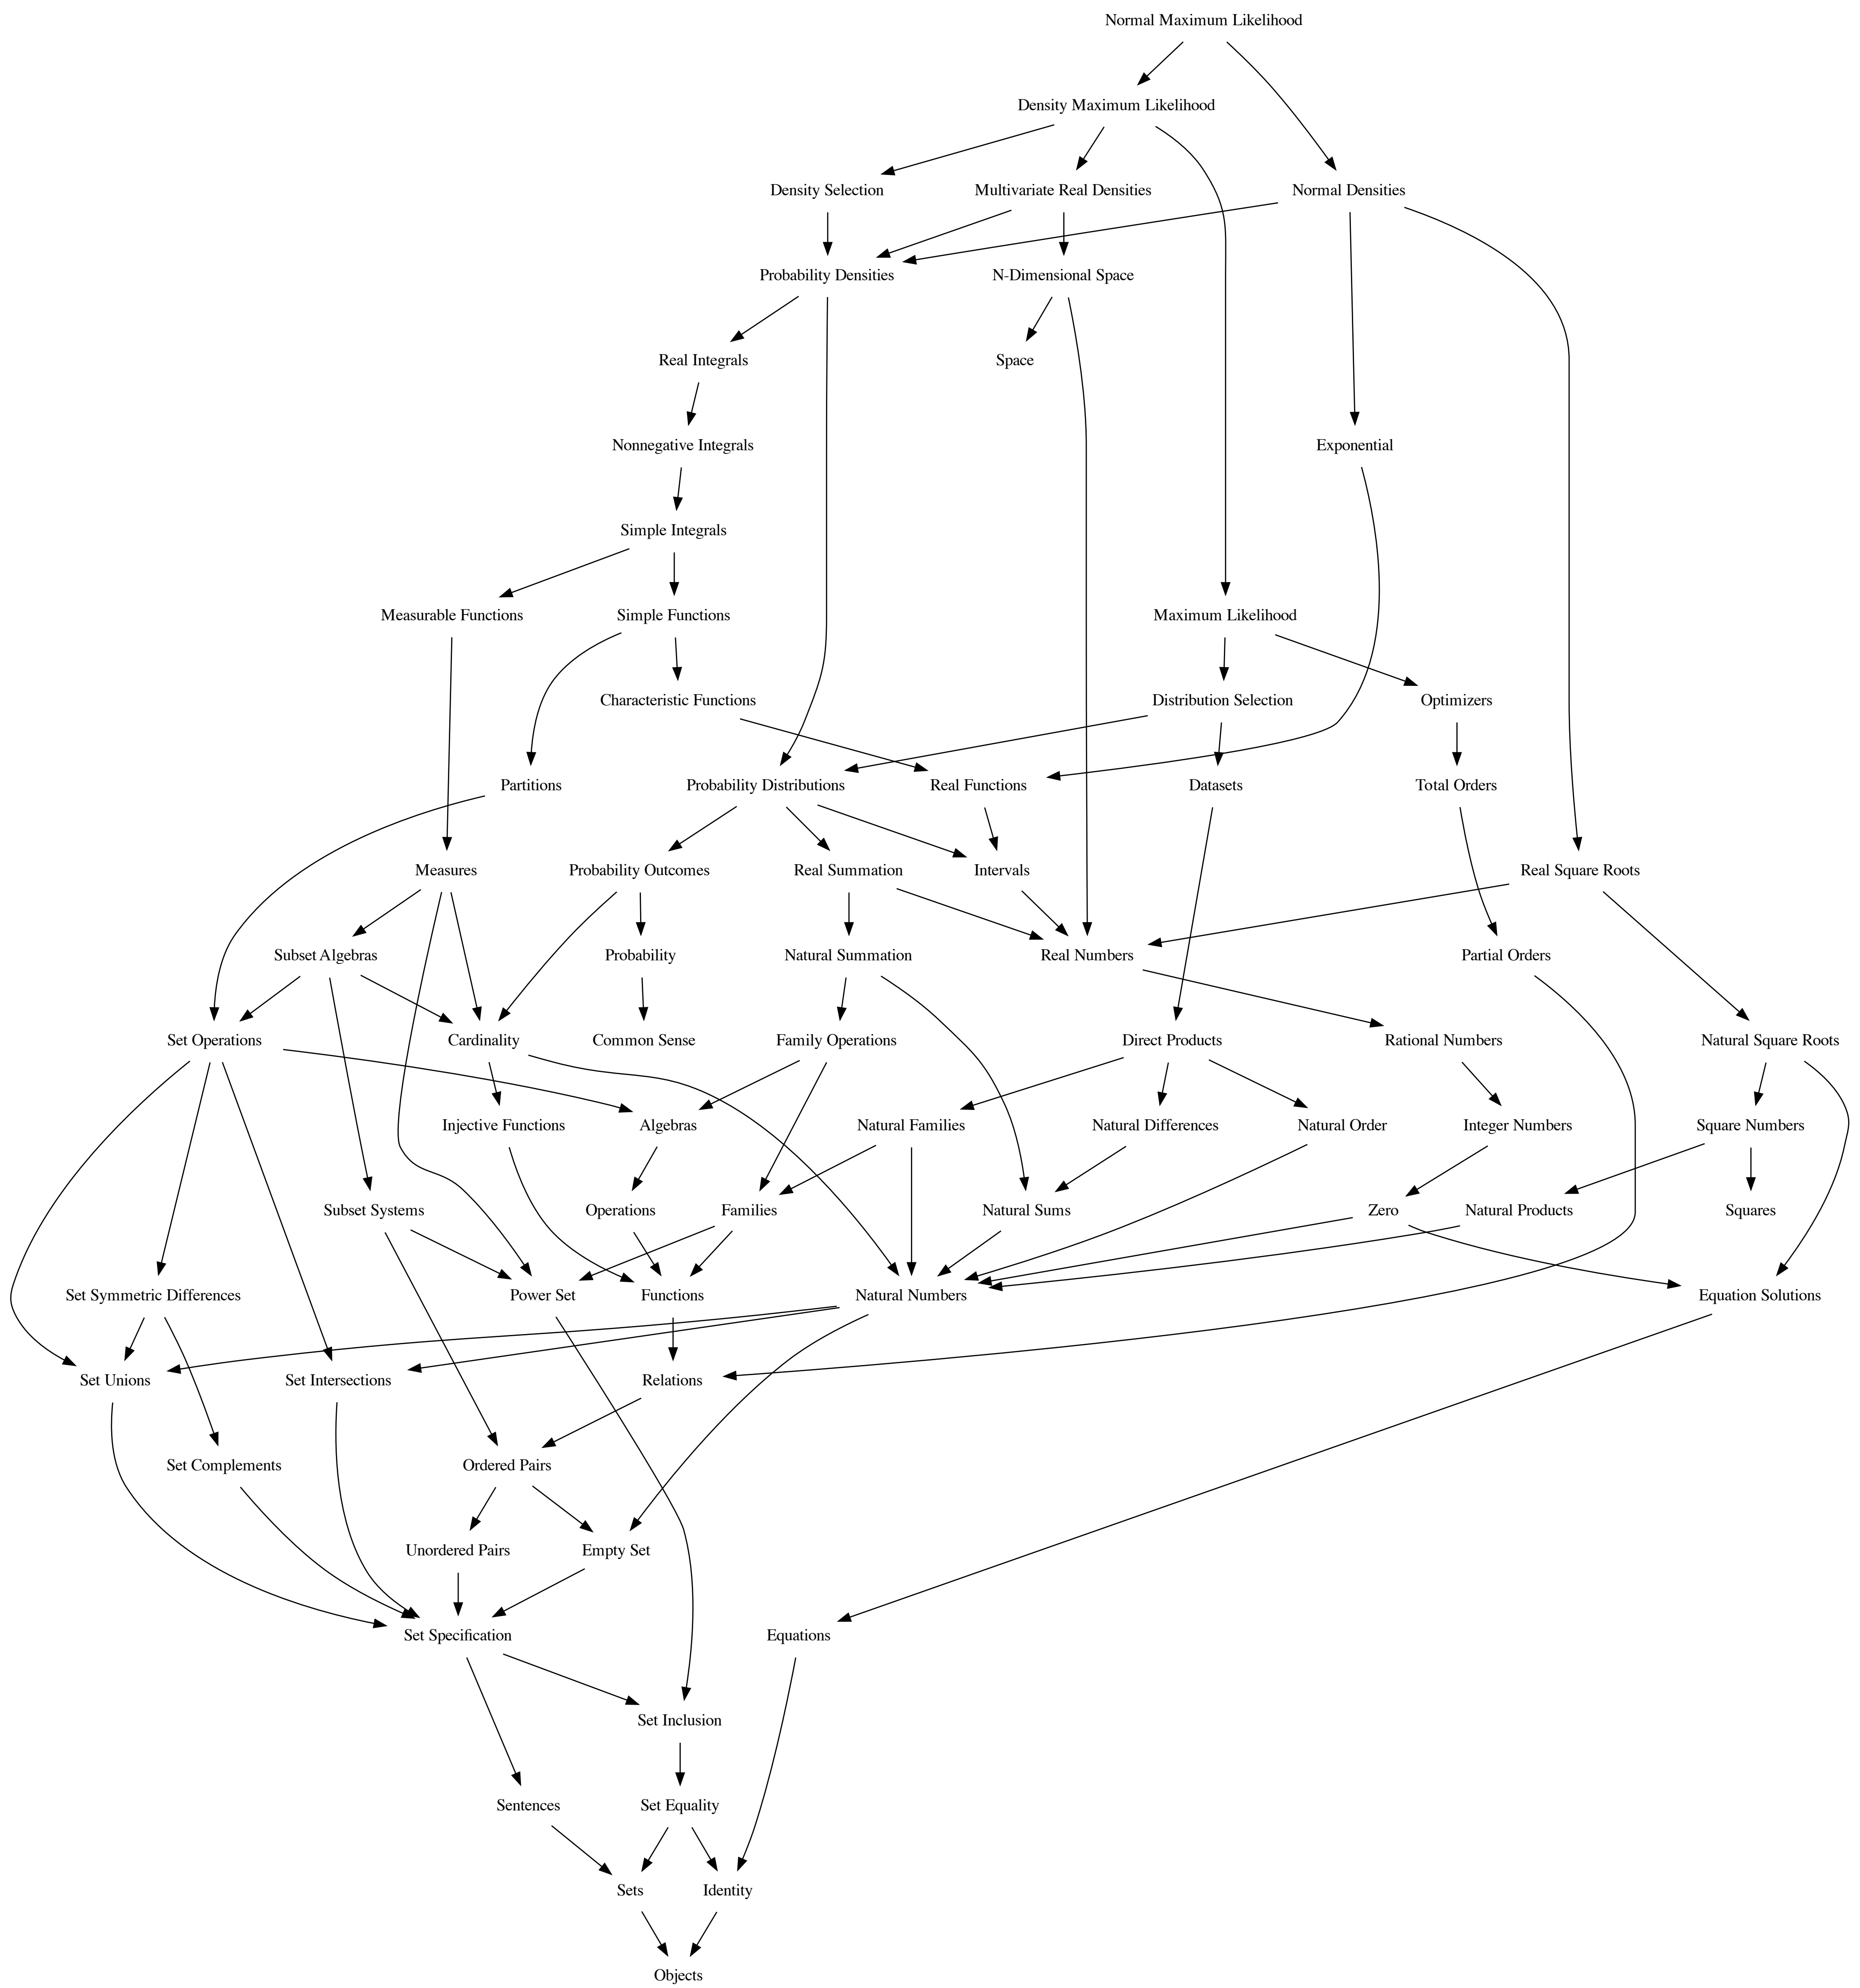 Normal Maximum Likelihood
Density Maximum Likelihood
Density Selection
Multivariate Real Densities
Normal Densities
Probability Densities
N-Dimensional Space
Real Integrals
Space
Nonnegative Integrals
Exponential
Simple Integrals
Measurable Functions
Simple Functions
Maximum Likelihood
Characteristic Functions
Distribution Selection
Optimizers
Partitions
Probability Distributions
Real Functions
Datasets
Total Orders
Measures
Probability Outcomes
Real Summation
Intervals
Real Square Roots
Subset Algebras
Probability
Natural Summation
Real Numbers
Partial Orders
Set Operations
Cardinality
Common Sense
Family Operations
Direct Products
Rational Numbers
Natural Square Roots
Injective Functions
Algebras
Natural Families
Natural Differences
Natural Order
Integer Numbers
Square Numbers
Subset Systems
Operations
Families
Natural Sums
Zero
Natural Products
Squares
Set Symmetric Differences
Power Set
Functions
Natural Numbers
Equation Solutions
Set Unions
Set Intersections
Relations
Set Complements
Ordered Pairs
Unordered Pairs
Empty Set
Set Specification
Equations
Set Inclusion
Sentences
Set Equality
Sets
Identity
Objects